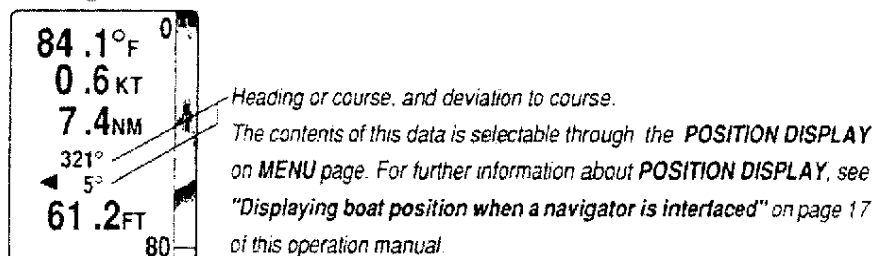 84.1°F
0
0.6KT
7.4NM
321°
◄ 5°
61.2FT
80
Heading or course, and deviation to course.
The contents of this data is selectable through the POSITION DISPLAY
on MENU page. For further information about POSITION DISPLAY, see
"Displaying boat position when a navigator is interfaced" on page 17
of this operation manual.